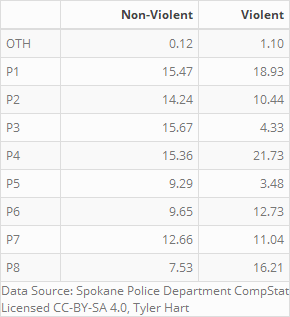 Non-Violent Violent
OTH 0.12 1.10
P1 15.47 18.93
P2 14.24 10.44
P3 15.67 4.33
P4 15.36 21.73
P5 9.29 3.48
P6 9.65 12.73
P7 12.66 11.04
P8 7.53 16.21
Data Source: Spokane Police Department CompStat
Licensed CC-BY-SA 4.0, Tyler Hart